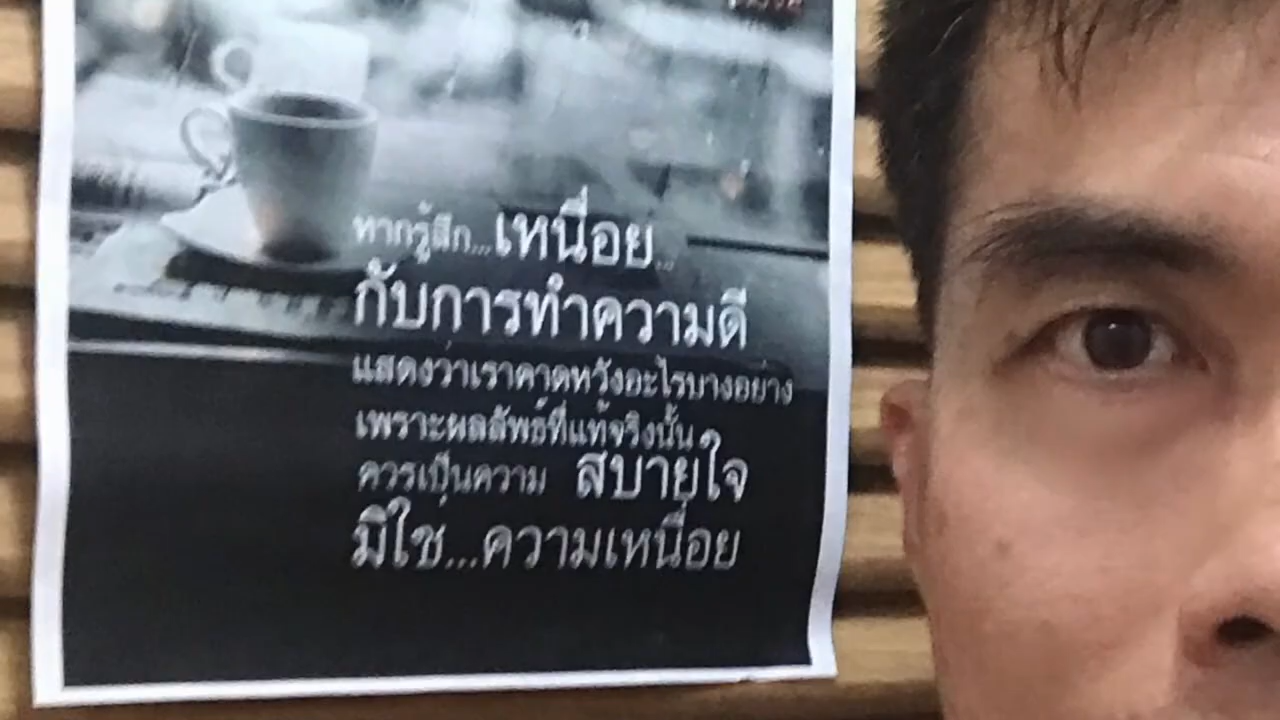 หากรู้สึก...เหนื่อย...
กับการทำความดี
แสดงว่าเราคาดหวังอะไรบางอย่าง
เพราะผลลัพธ์ที่แท้จริงนั้น
ควรเป็นความ สบายใจ
มิใช่...ความเหนื่อย